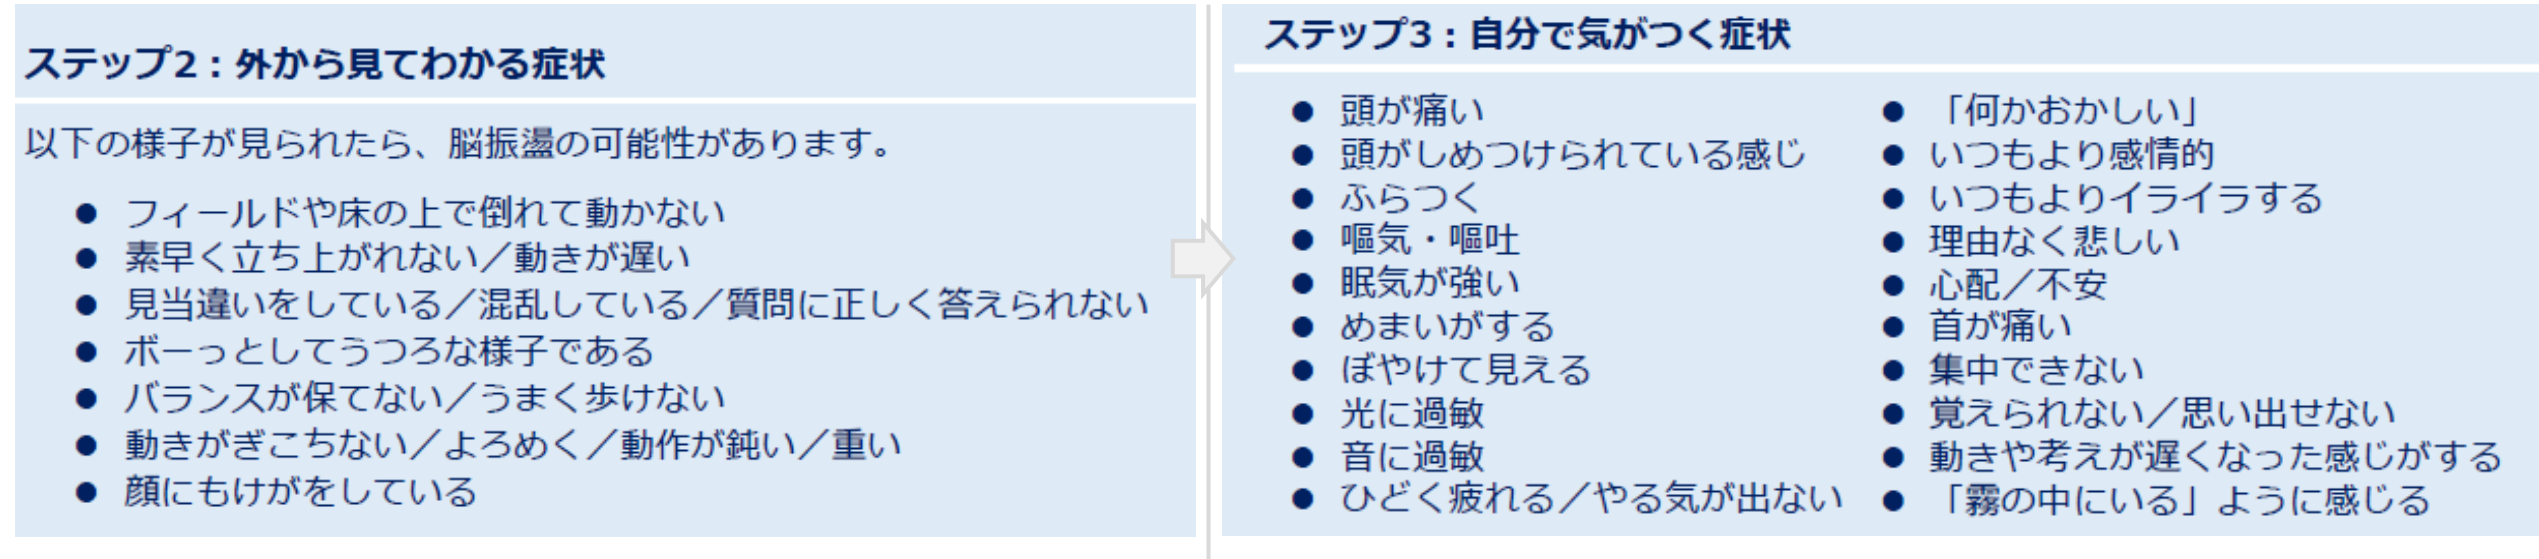 ステップ2：外から見てわかる症状
以下の様子が見られたら、脳振盪の可能性があります。
● フィールドや床の上で倒れて動かない
● 素早く立ち上がれない／動きが遅い
● 見当違いをしている／混乱している／質問に正しく答えられない
● ボーっとしてうつろな様子である
● バランスが保てない／うまく歩けない
● 動きがぎこちない／よろめく／動作が鈍い／重い
● 顔にもけがをしている
ステップ3：自分で気がつく症状
● 頭が痛い
● 頭がしめつけられている感じ
● ふらつく
● 嘔気・嘔吐
● 眠気が強い
● めまいがする
● ぼやけて見える
● 光に過敏
● 音に過敏
● ひどく疲れる／やる気が出ない
● 「何かおかしい」
● いつもより感情的
● いつもよりイライラする
● 理由なく悲しい
● 心配／不安
● 首が痛い
● 集中できない
● 覚えられない／思い出せない
● 動きや考えが遅くなった感じがする
● 「霧の中にいる」ように感じる